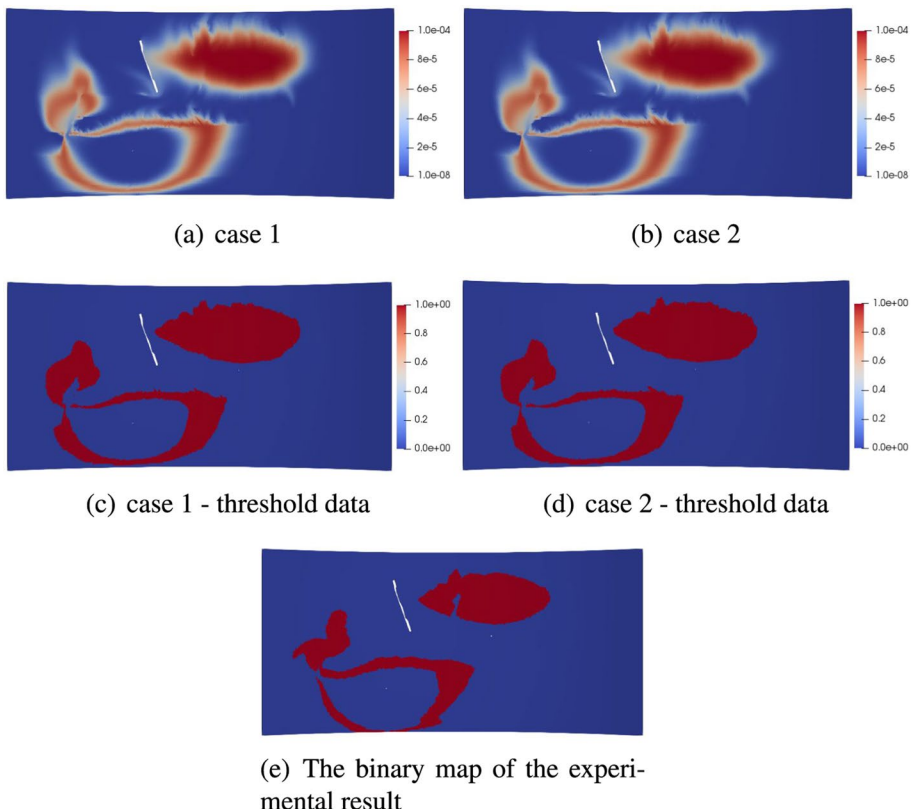 1.0e-04
8e-5
6e-5
4e-5
2e-5
1.0e-08
(a) case 1
1.0e-04
8e-5
6e-5
4e-5
2e-5
1.0e-08
(b) case 2
1.0e+00
0.8
0.6
0.4
0.2
0.0e+00
(c) case 1 - threshold data
1.0e+00
0.8
0.6
0.4
0.2
0.0e+00
(d) case 2 - threshold data
(e) The binary map of the experi-
mental result